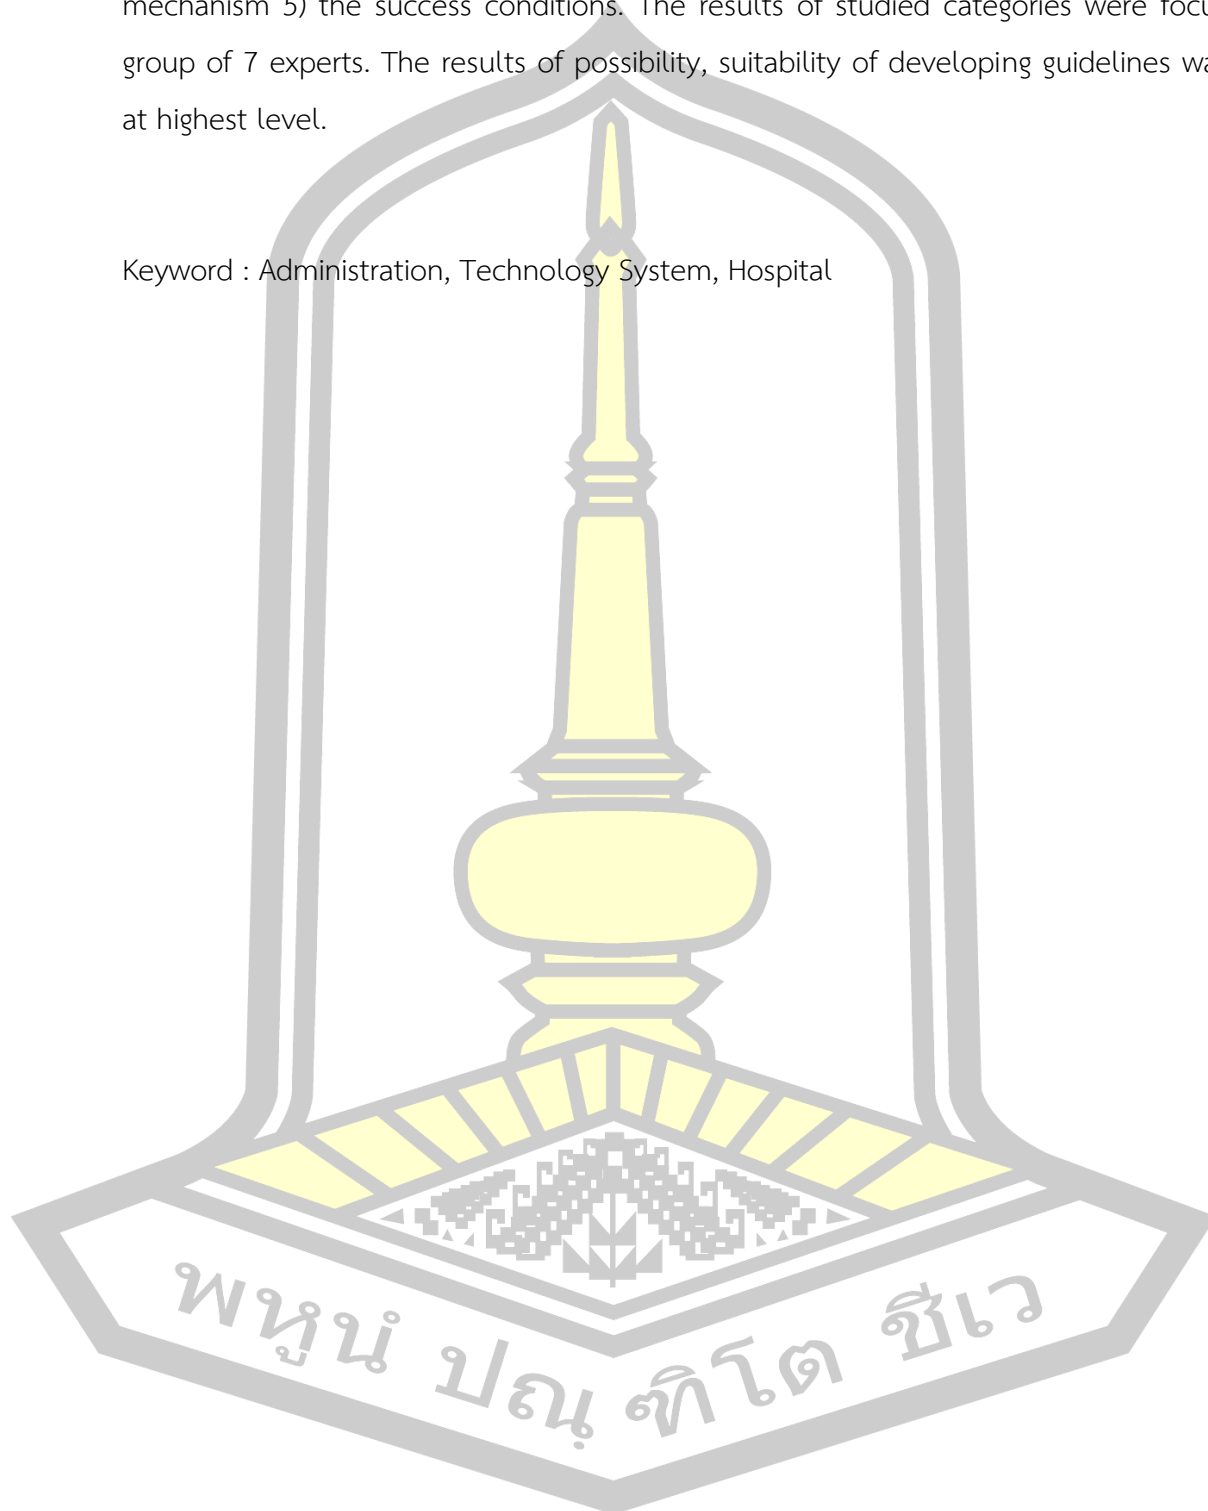 mechanism 5) the success conditions. The results of studied categories were focu
group of 7 experts. The results of possibility, suitability of developing guidelines wa
at highest level.
Keyword : Administration, Technology System, Hospital
พหูนํ ปณฺฑิโต ชีเว